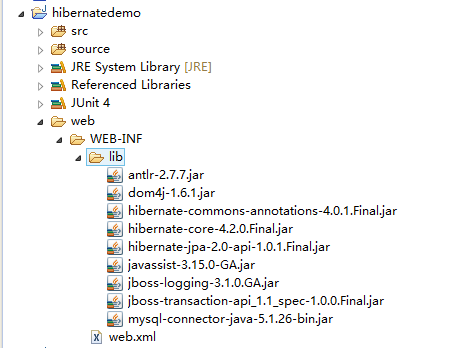 hibernatedemo
src
source
JRE System Library [JRE]
Referenced Libraries
JUnit 4
web
WEB-INF
lib
antlr-2.7.7.jar
dom4j-1.6.1.jar
hibernate-commons-annotations-4.0.1.Final.jar
hibernate-core-4.2.0.Final.jar
hibernate-jpa-2.0-api-1.0.1.Final.jar
javassist-3.15.0-GA.jar
jboss-logging-3.1.0.GA.jar
jboss-transaction-api_1.1_spec-1.0.0.Final.jar
mysql-connector-java-5.1.26-bin.jar
web.xml